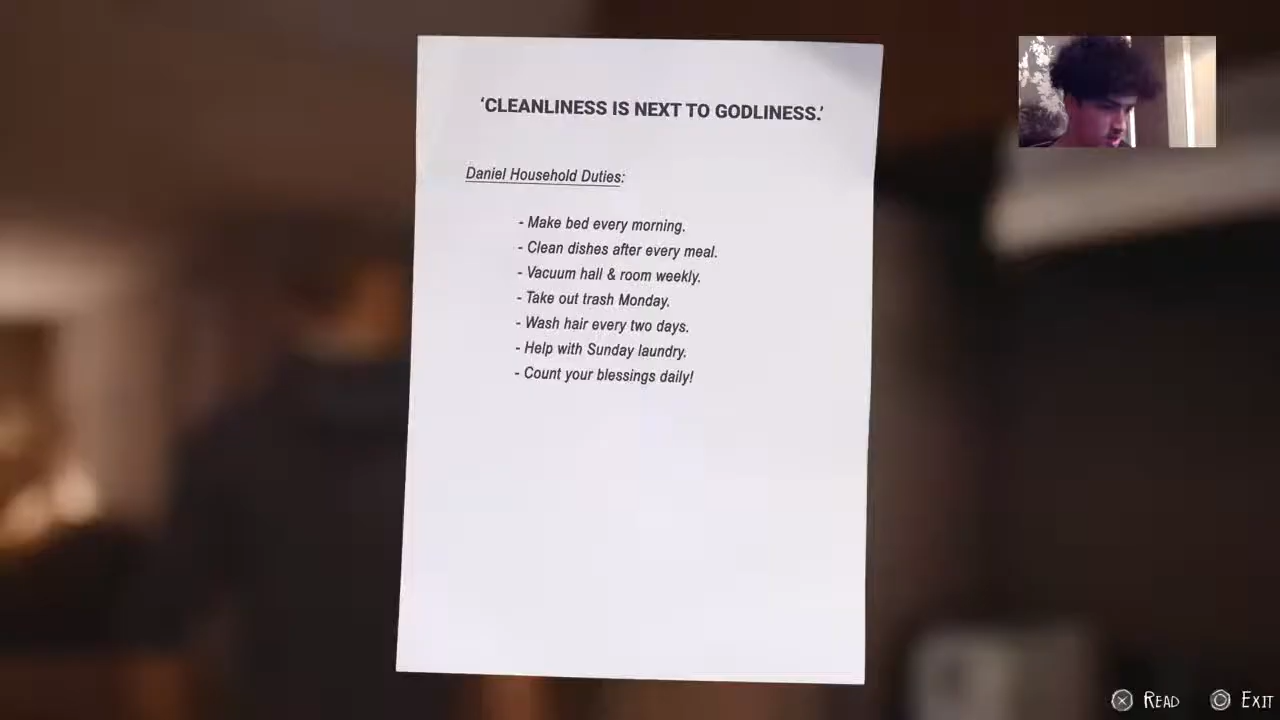 ‘CLEANLINESS IS NEXT TO GODLINESS.’
Daniel Household Duties:
- Make bed every morning.
- Clean dishes after every meal.
- Vacuum hall & room weekly.
- Take out trash Monday.
- Wash hair every two days.
- Help with Sunday laundry.
- Count your blessings daily!
READ EXIT